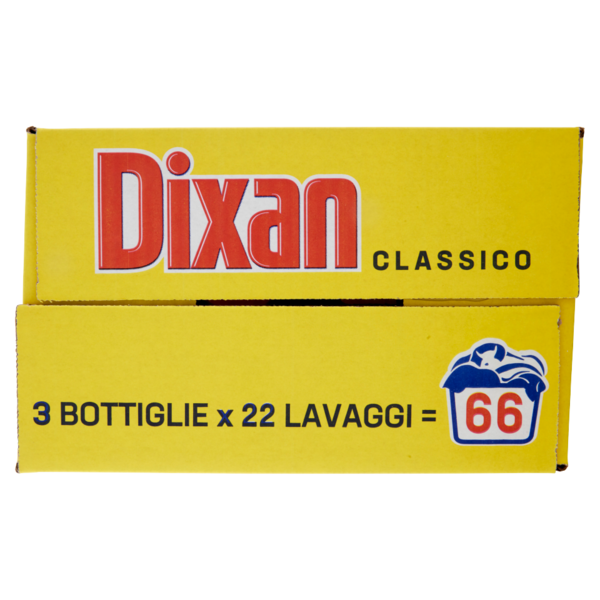 Dixan
CLASSICO
3 BOTTIGLIE x 22 LAVAGGI = 66